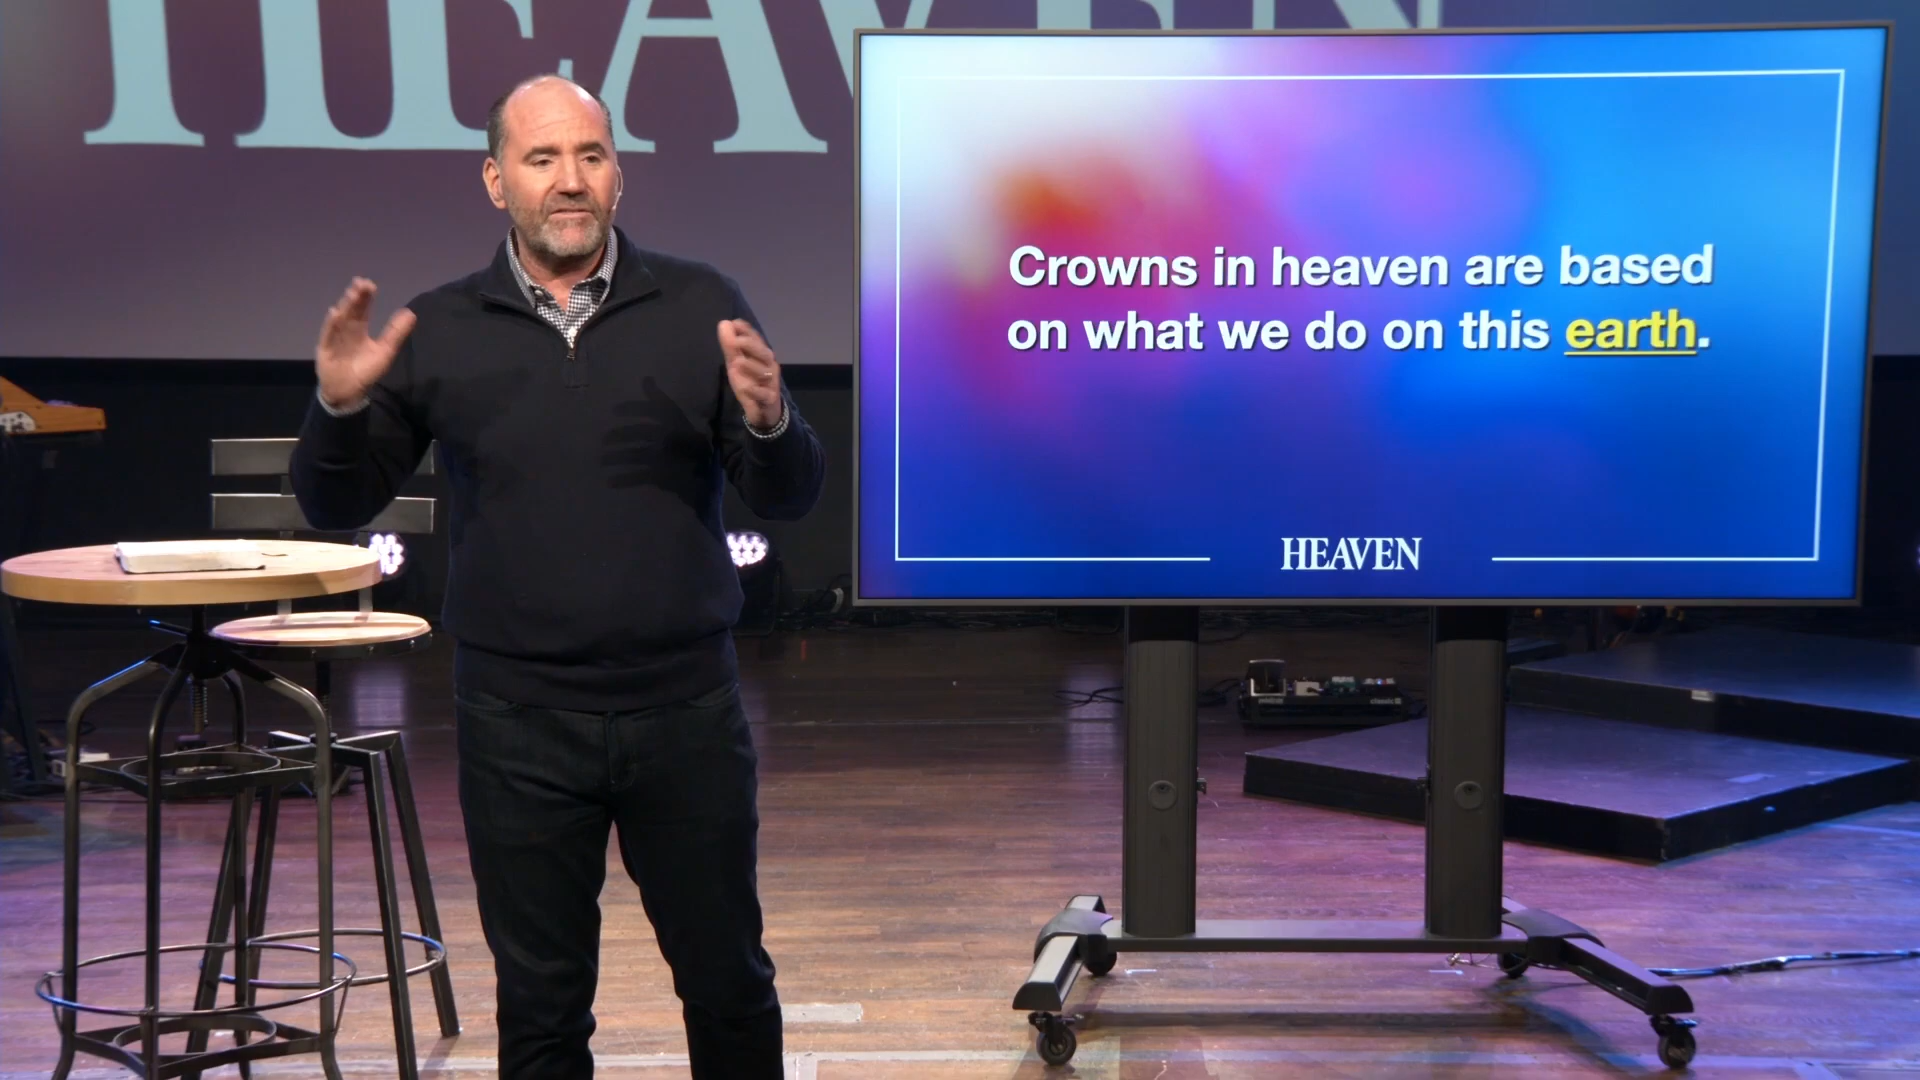 HEAVEN
Crowns in heaven are based
on what we do on this earth.
HEAVEN